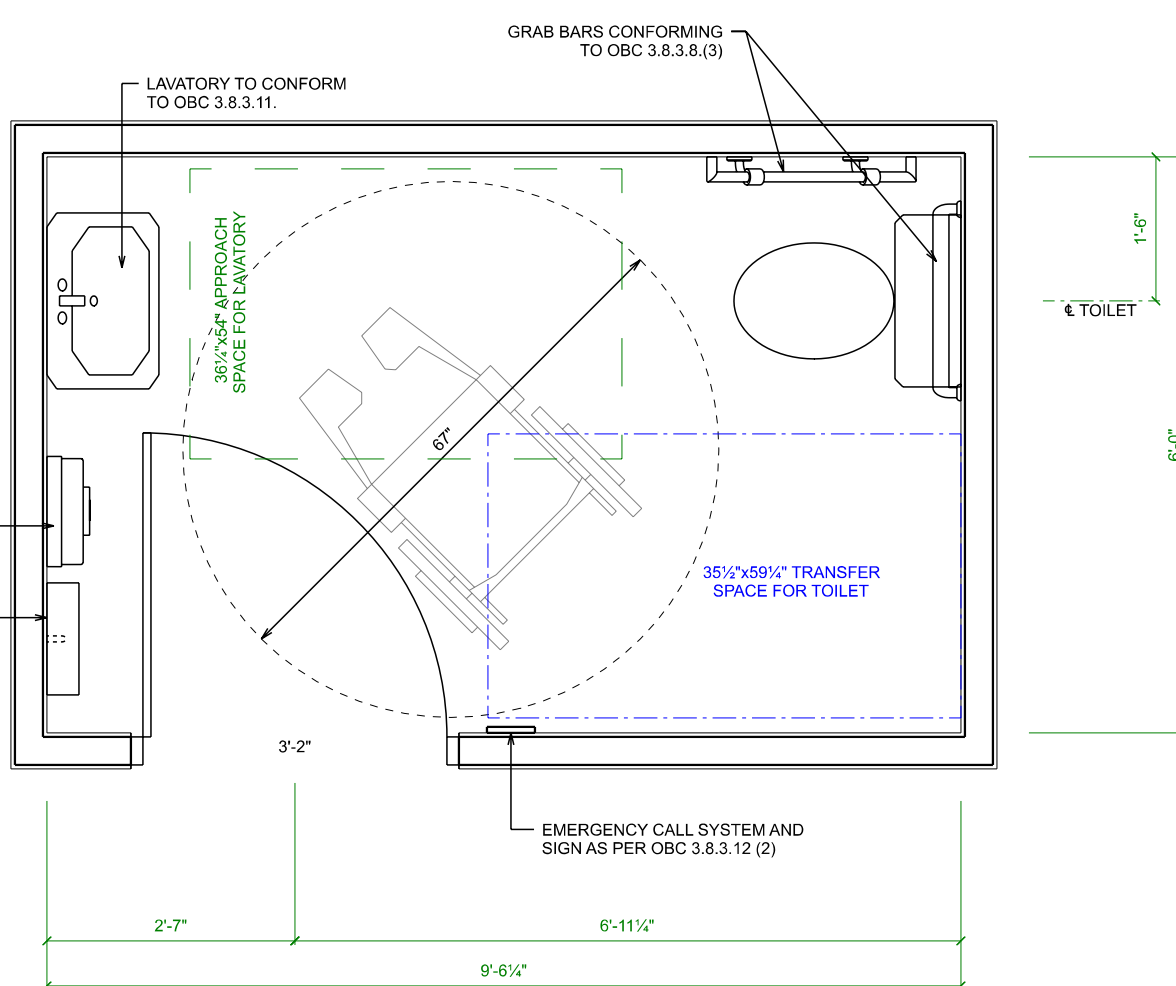 GRAB BARS CONFORMING
TO OBC 3.8.3.8.(3)
LAVATORY TO CONFORM
TO OBC 3.8.3.11.
36¼"x54" APPROACH
SPACE FOR LAVATORY
1'-6"
℄ TOILET
67"
6'-0"
35½"x59¼" TRANSFER
SPACE FOR TOILET
3'-2"
EMERGENCY CALL SYSTEM AND
SIGN AS PER OBC 3.8.3.12 (2)
2'-7"
6'-11¼"
9'-6¼"